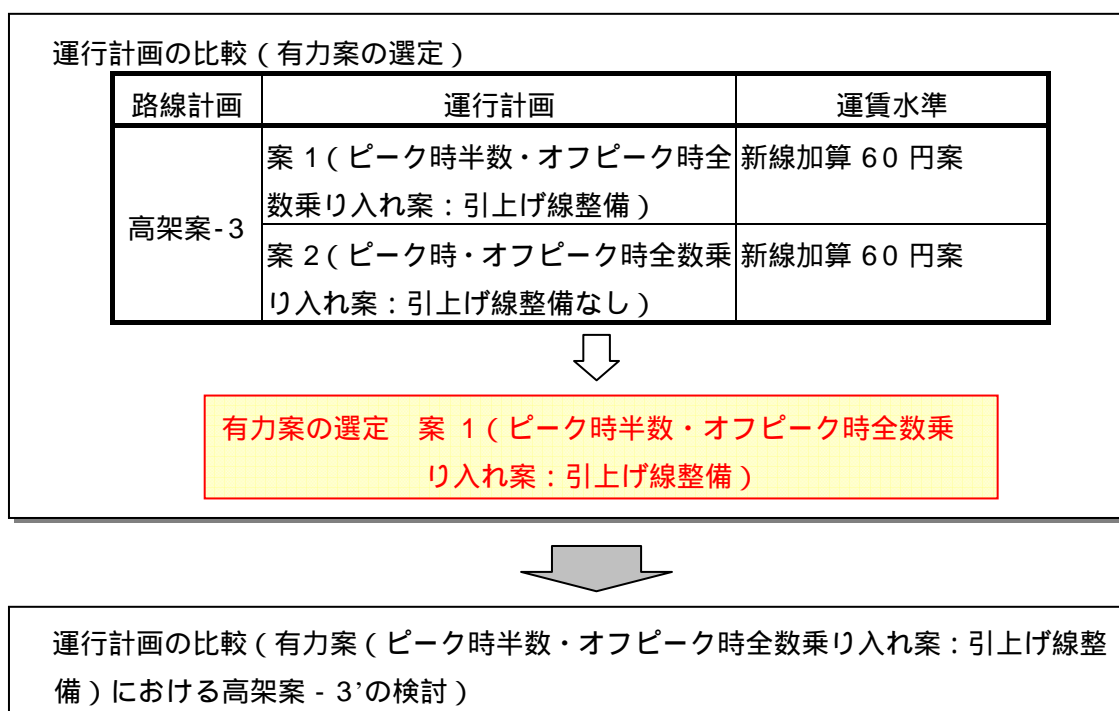 運行計画の比較（有力案の選定）
路線計画 運行計画 運賃水準
高架案-3
案 1（ピーク時半数・オフピーク時全
数乗り入れ案：引上げ線整備）
新線加算 60 円案
案 2（ピーク時・オフピーク時全数乗
り入れ案：引上げ線整備なし）
新線加算 60 円案
有力案の選定　案 1（ピーク時半数・オフピーク時全数乗
り入れ案：引上げ線整備）
運行計画の比較（有力案（ピーク時半数・オフピーク時全数乗り入れ案：引上げ線整
備）における高架案 - 3’の検討）